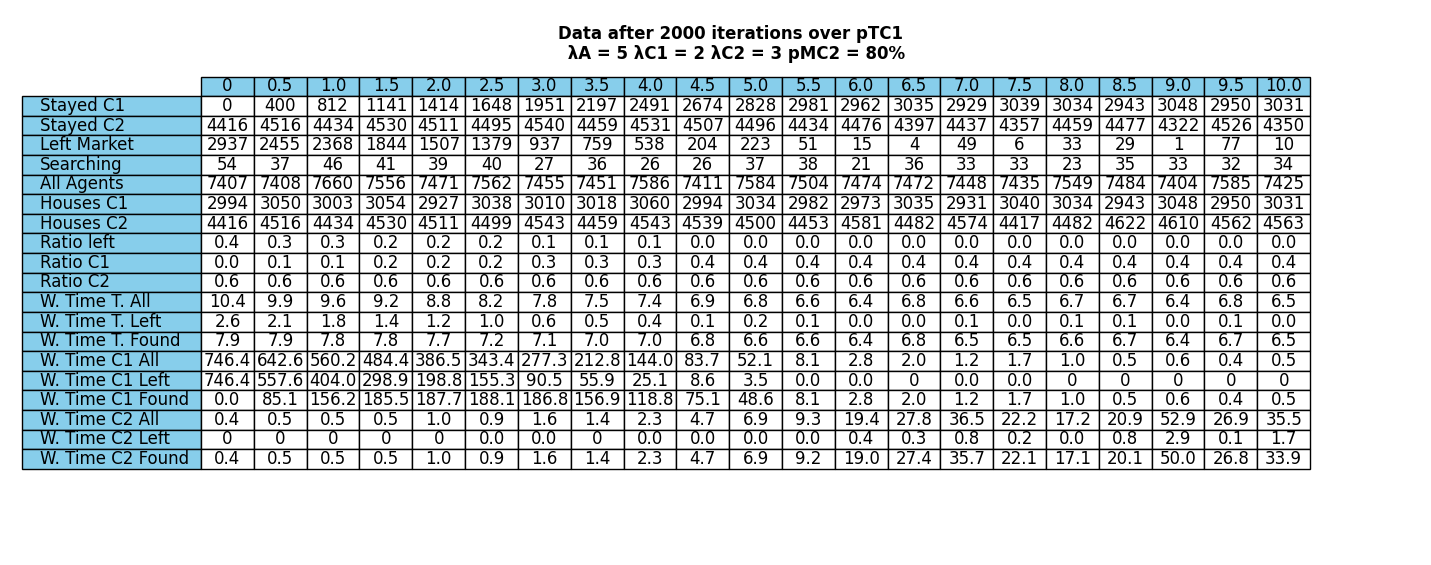 Data after 2000 iterations over pTC1
λA = 5 λC1 = 2 λC2 = 3 pMC2 = 80%
0 0.5 1.0 1.5 2.0 2.5 3.0 3.5 4.0 4.5 5.0 5.5 6.0 6.5 7.0 7.5 8.0 8.5 9.0 9.5 10.0
Stayed C1 0 400 812 1141 1414 1648 1951 2197 2491 2674 2828 2981 2962 3035 2929 3039 3034 2943 3048 2950 3031
Stayed C2 4416 4516 4434 4530 4511 4495 4540 4459 4531 4507 4496 4434 4476 4397 4437 4357 4459 4477 4322 4526 4350
Left Market 2937 2455 2368 1844 1507 1379 937 759 538 204 223 51 15 4 49 6 33 29 1 77 10
Searching 54 37 46 41 39 40 27 36 26 26 37 38 21 36 33 33 23 35 33 32 34
All Agents 7407 7408 7660 7556 7471 7562 7455 7451 7586 7411 7584 7504 7474 7472 7448 7435 7549 7484 7404 7585 7425
Houses C1 2994 3050 3003 3054 2927 3038 3010 3018 3060 2994 3034 2982 2973 3035 2931 3040 3034 2943 3048 2950 3031
Houses C2 4416 4516 4434 4530 4511 4499 4543 4459 4543 4539 4500 4453 4581 4482 4574 4417 4482 4622 4610 4562 4563
Ratio left 0.4 0.3 0.3 0.2 0.2 0.2 0.1 0.1 0.1 0.0 0.0 0.0 0.0 0.0 0.0 0.0 0.0 0.0 0.0 0.0 0.0
Ratio C1 0.0 0.1 0.1 0.2 0.2 0.2 0.3 0.3 0.3 0.4 0.4 0.4 0.4 0.4 0.4 0.4 0.4 0.4 0.4 0.4 0.4
Ratio C2 0.6 0.6 0.6 0.6 0.6 0.6 0.6 0.6 0.6 0.6 0.6 0.6 0.6 0.6 0.6 0.6 0.6 0.6 0.6 0.6 0.6
W. Time T. All 10.4 9.9 9.6 9.2 8.8 8.2 7.8 7.5 7.4 6.9 6.8 6.6 6.4 6.8 6.6 6.5 6.7 6.7 6.4 6.8 6.5
W. Time T. Left 2.6 2.1 1.8 1.4 1.2 1.0 0.6 0.5 0.4 0.1 0.2 0.1 0.0 0.0 0.1 0.0 0.1 0.1 0.0 0.1 0.0
W. Time T. Found 7.9 7.9 7.8 7.8 7.7 7.2 7.1 7.0 7.0 6.8 6.6 6.6 6.4 6.8 6.5 6.5 6.6 6.7 6.4 6.7 6.5
W. Time C1 All 746.4 642.6 560.2 484.4 386.5 343.4 277.3 212.8 144.0 83.7 52.1 8.1 2.8 2.0 1.2 1.7 1.0 0.5 0.6 0.4 0.5
W. Time C1 Left 746.4 557.6 404.0 298.9 198.8 155.3 90.5 55.9 25.1 8.6 3.5 0.0 0.0 0 0.0 0.0 0 0 0 0 0
W. Time C1 Found 0.0 85.1 156.2 185.5 187.7 188.1 186.8 156.9 118.8 75.1 48.6 8.1 2.8 2.0 1.2 1.7 1.0 0.5 0.6 0.4 0.5
W. Time C2 All 0.4 0.5 0.5 0.5 1.0 0.9 1.6 1.4 2.3 4.7 6.9 9.3 19.4 27.8 36.5 22.2 17.2 20.9 52.9 26.9 35.5
W. Time C2 Left 0 0 0 0 0 0.0 0.0 0 0.0 0.0 0.0 0.0 0.4 0.3 0.8 0.2 0.0 0.8 2.9 0.1 1.7
W. Time C2 Found 0.4 0.5 0.5 0.5 1.0 0.9 1.6 1.4 2.3 4.7 6.9 9.2 19.0 27.4 35.7 22.1 17.1 20.1 50.0 26.8 33.9